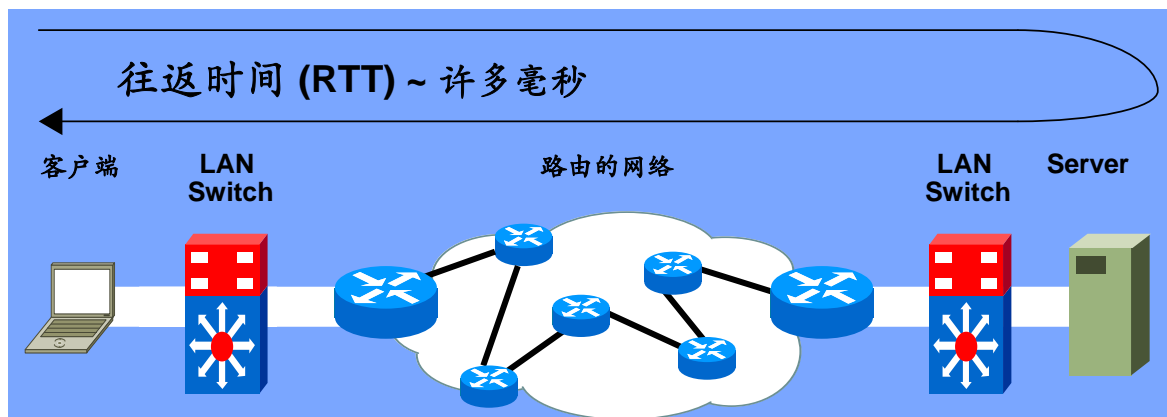 往返时间 (RTT) ~ 许多毫秒
客户端
LAN
Switch
路由的网络
LAN
Switch
Server